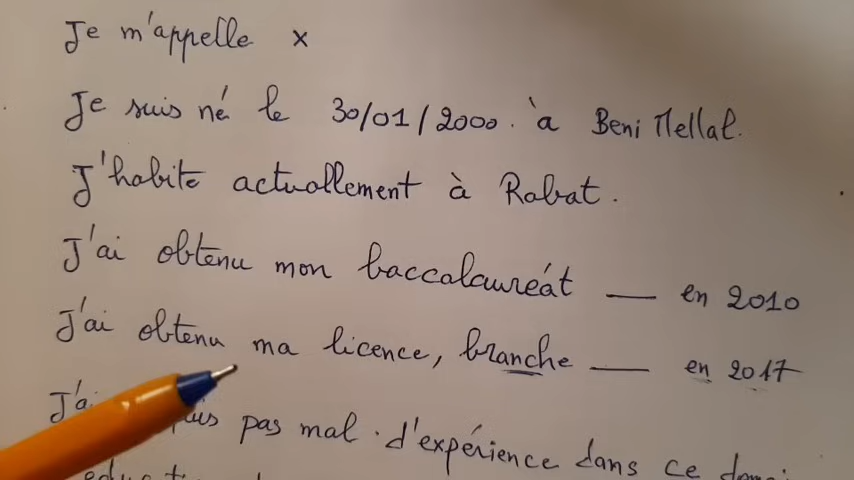 Je m'appelle x
Je suis né le 30/01/2000. à Beni Mellal.
J'habite actuellement à Rabat.
J'ai obtenu mon baccalauréat — en 2010
J'ai obtenu ma licence, branche — en 2017
pas mal d'expérience dans ce